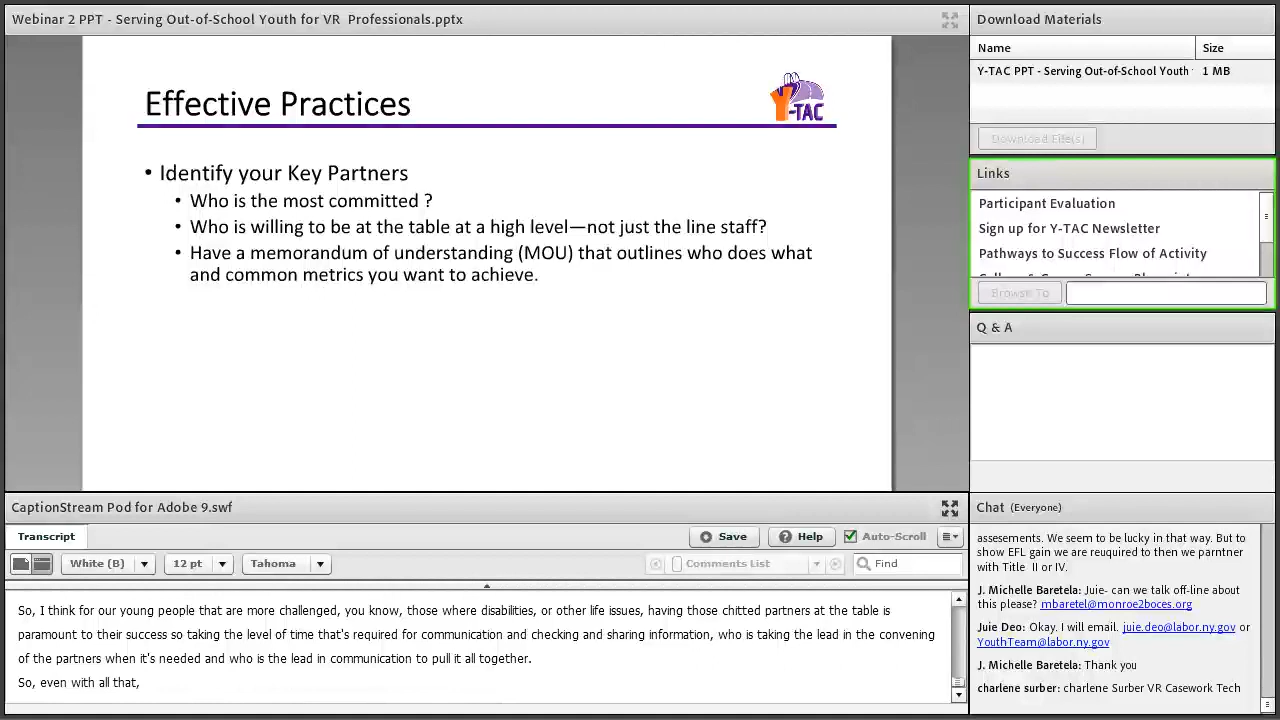 Webinar 2 PPT - Serving Out-of-School Youth for VR Professionals.pptx
Effective Practices
Y-TAC
• Identify your Key Partners
• Who is the most committed ?
• Who is willing to be at the table at a high level—not just the line staff?
• Have a memorandum of understanding (MOU) that outlines who does what
and common metrics you want to achieve.
CaptionStream Pod for Adobe 9.swf
Transcript
Save
Help
Auto-Scroll
White (B)
12 pt
Tahoma
Comments List
Find
So, I think for our young people that are more challenged, you know, those where disabilities, or other life issues, having those chitted partners at the table is
paramount to their success so taking the level of time that's required for communication and checking and sharing information, who is taking the lead in the convening
of the partners when it's needed and who is the lead in communication to pull it all together.
So, even with all that,
Download Materials
Name Size
Y-TAC PPT - Serving Out-of-School Youth 1 MB
Download File(s)
Links
Participant Evaluation
Sign up for Y-TAC Newsletter
Pathways to Success Flow of Activity
Browse To
Q & A
Chat (Everyone)
assesements. We seem to be lucky in that way. But to
show EFL gain we are reuquired to then we parnrtner
with Title II or IV.
J. Michelle Baretela: Juie- can we talk off-line about
this please? mbaretel@monroe2boces.org
Juie Deo: Okay. I will email. juie.deo@labor.ny.gov or
YouthTeam@labor.ny.gov
J. Michelle Baretela: Thank you
charlene surber: charlene Surber VR Casework Tech